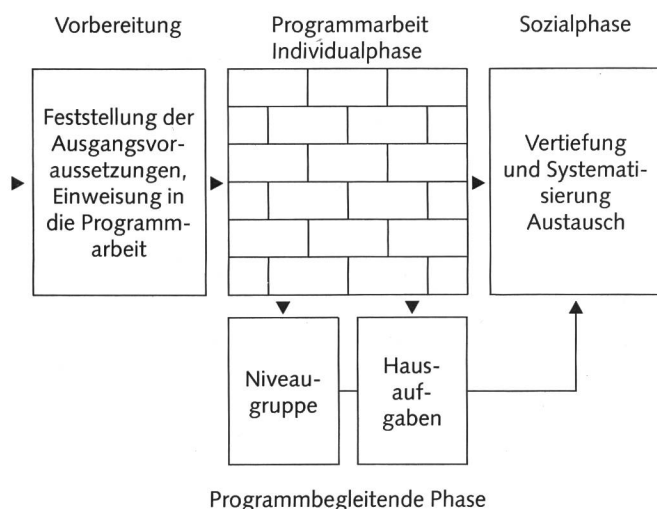 Vorbereitung
Programmarbeit
Individualphase
Sozialphase
Feststellung der
Ausgangsvor-
aussetzungen,
Einweisung in
die Programm-
arbeit
Vertiefung
und Systemati-
sierung
Austausch
Niveau-
gruppe
Haus-
auf-
gaben
Programmbegleitende Phase